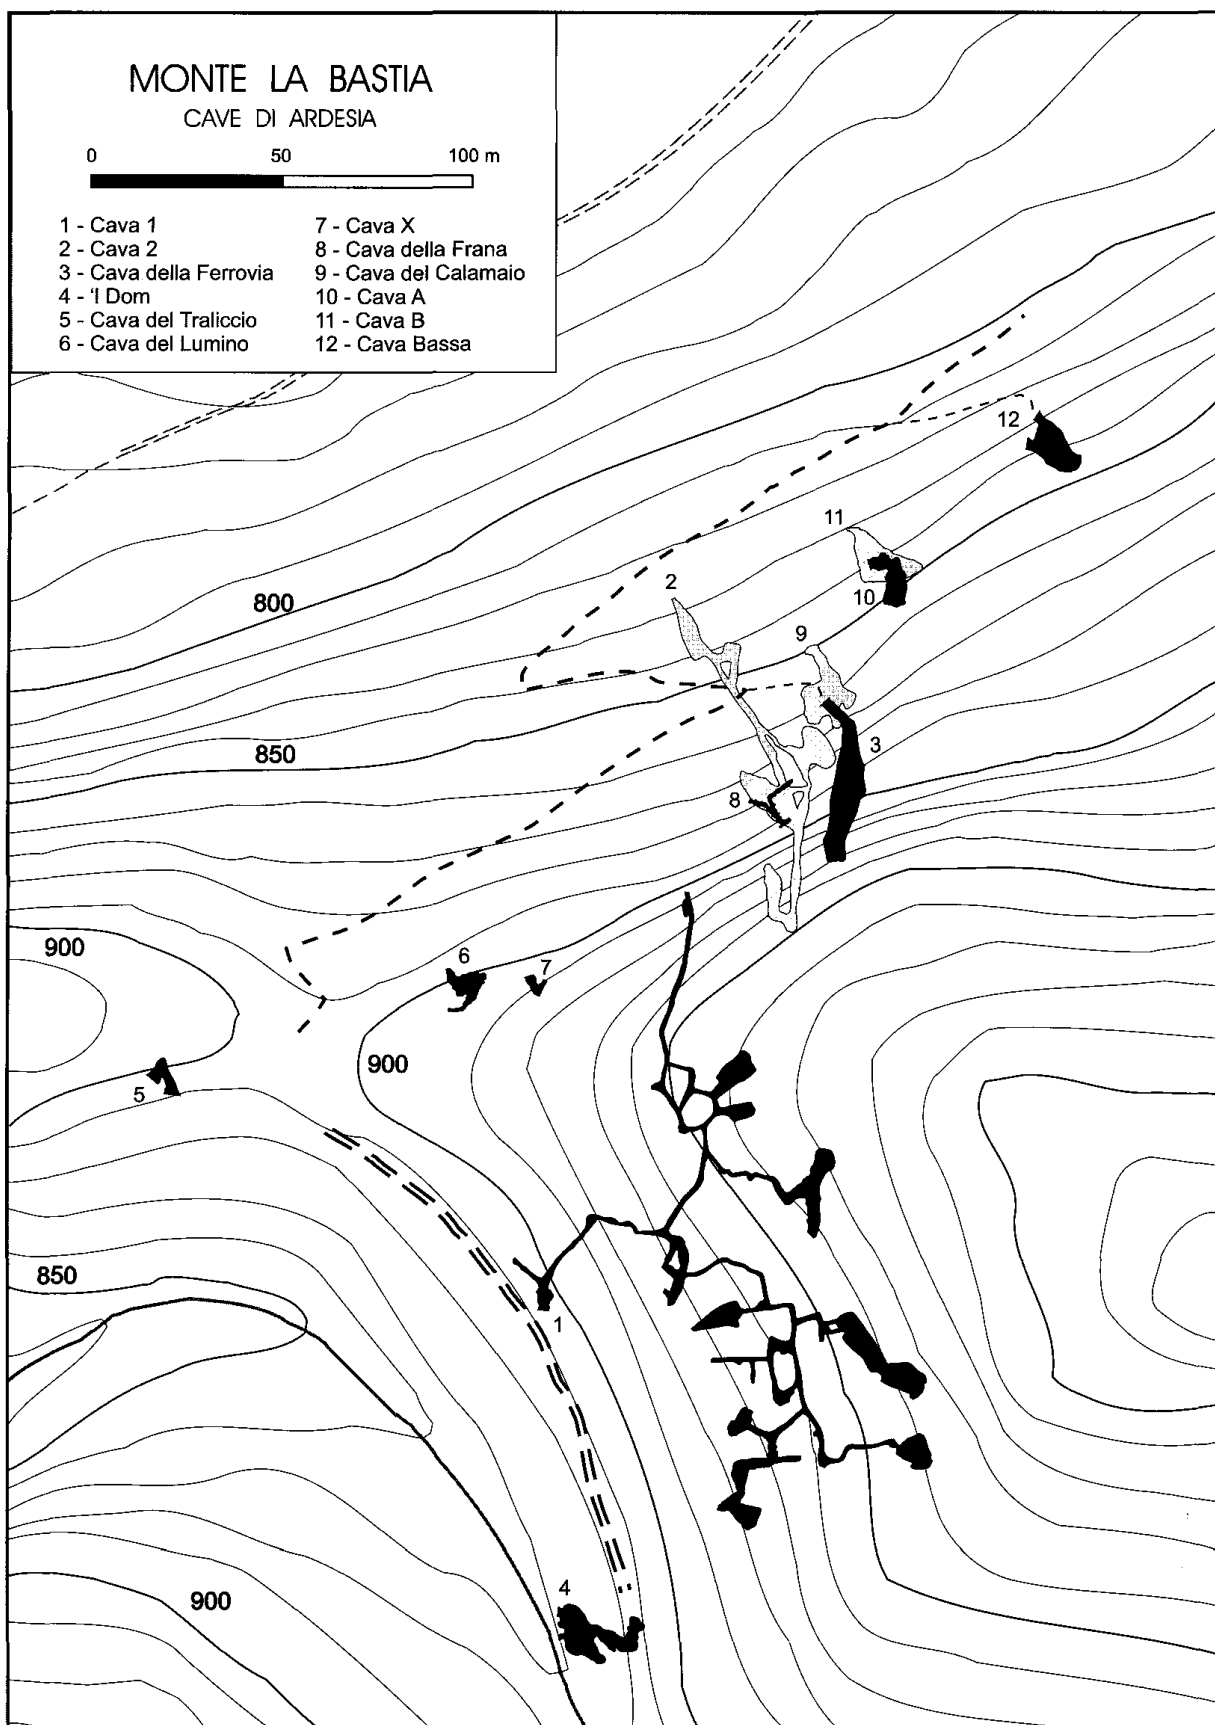 MONTE LA BASTIA
CAVE DI ARDESIA
0 50 100 m
1 - Cava 1
2 - Cava 2
3 - Cava della Ferrovia
4 - 'l Dom
5 - Cava del Traliccio
6 - Cava del Lumino
7 - Cava X
8 - Cava della Frana
9 - Cava del Calamaio
10 - Cava A
11 - Cava B
12 - Cava Bassa
12
11
2
10
800
9
850
3
8
900
6
7
900
5
850
1
4
900